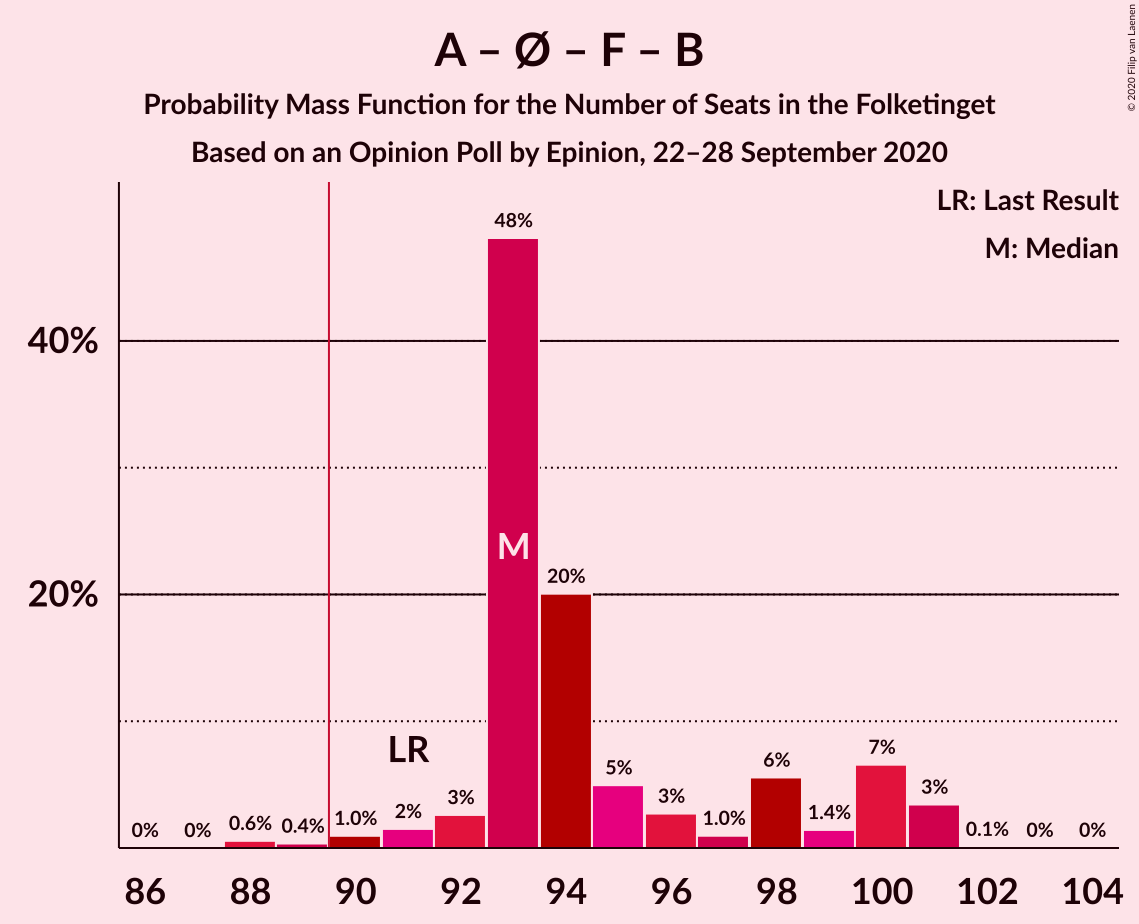 A – Ø – F – B
Probability Mass Function for the Number of Seats in the Folketinget
Based on an Opinion Poll by Epinion, 22–28 September 2020
© 2020 Filip van Laenen
LR: Last Result
M: Median
48%
40%
M
20%
20%
LR
0%
0%
0.6%
0.4%
1.0%
2%
3%
5%
3%
1.0%
6%
1.4%
7%
3%
0.1%
0%
0%
86 88 90 92 94 96 98 100 102 104